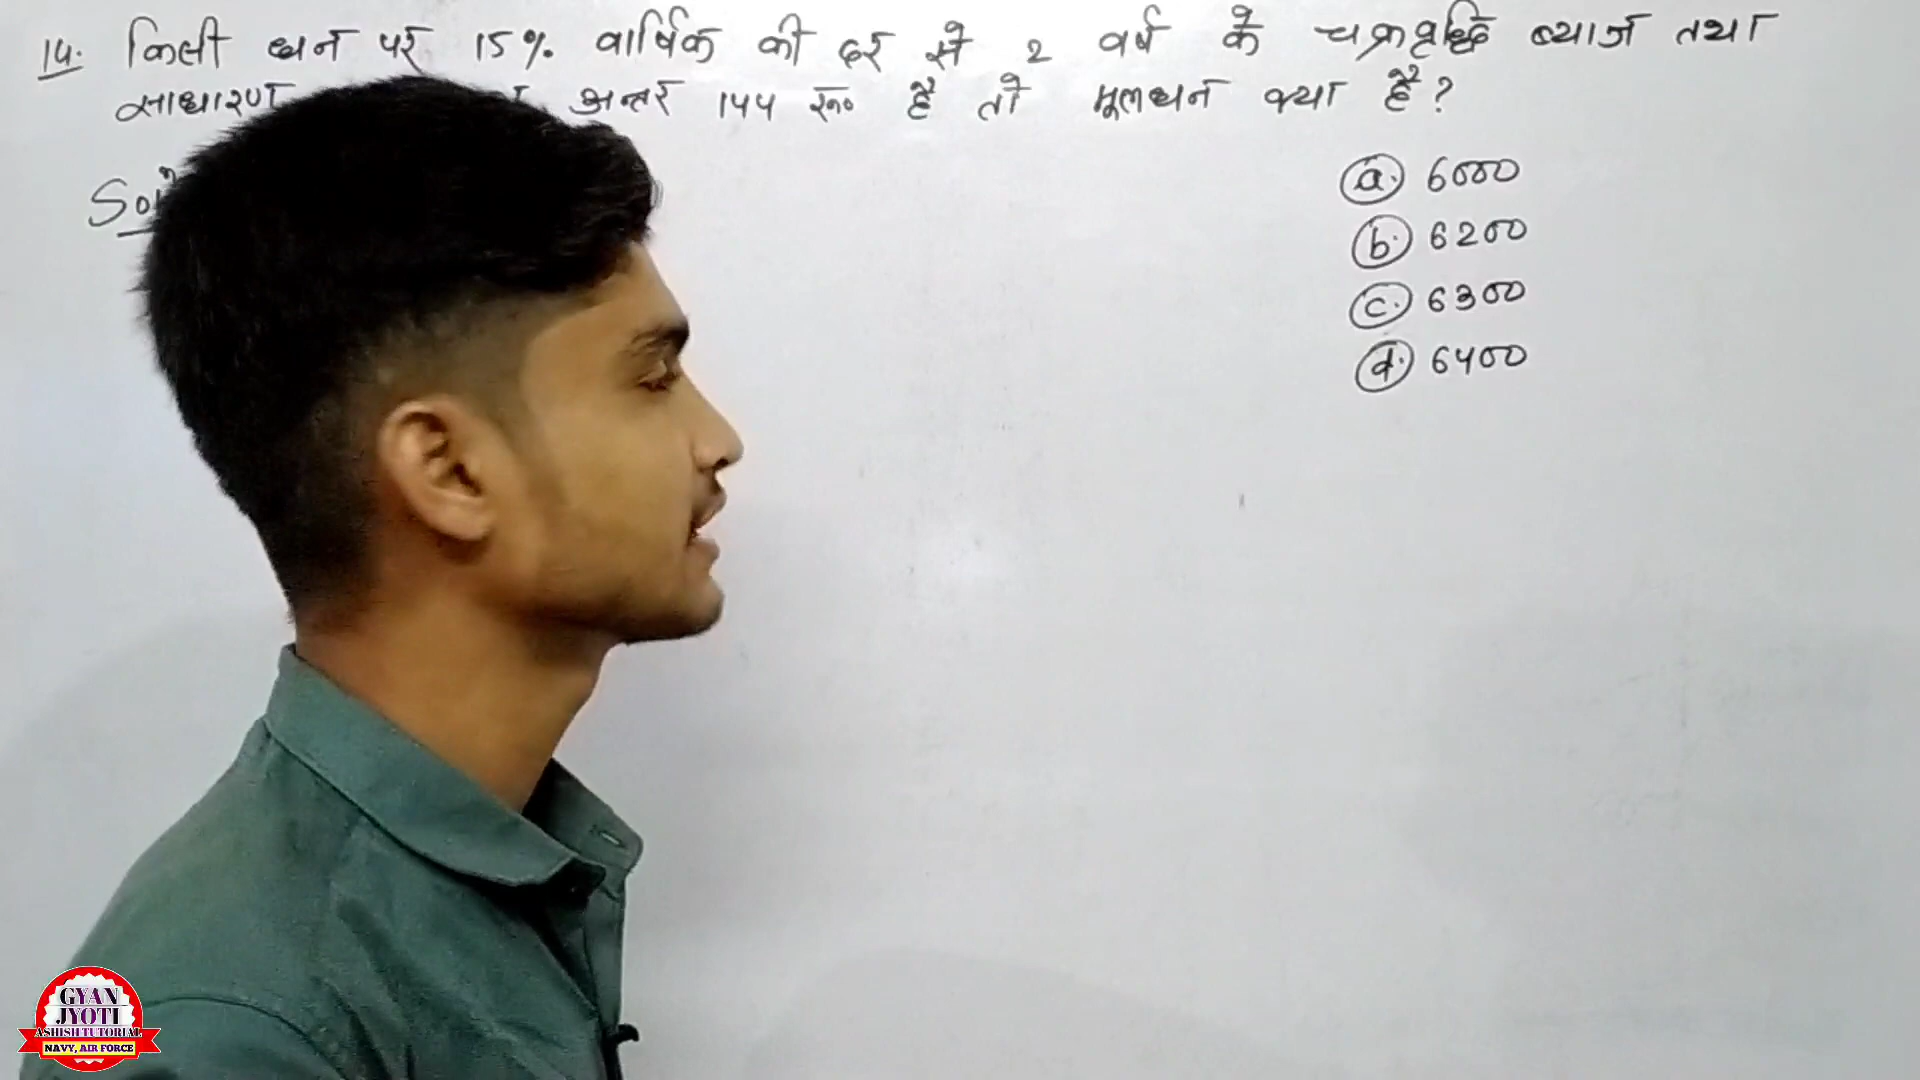 14. किसी धन पर 15% वार्षिक की दर से 2 वर्ष के चक्रवृद्धि ब्याज तथा
साधारण अन्तर 144 रू० है तो मूलधन क्या है?
a. 6000
b. 6200
c. 6300
d. 6400
GYAN
JYOTI
ASHISH TUTORIAL
NAVY, AIR FORCE